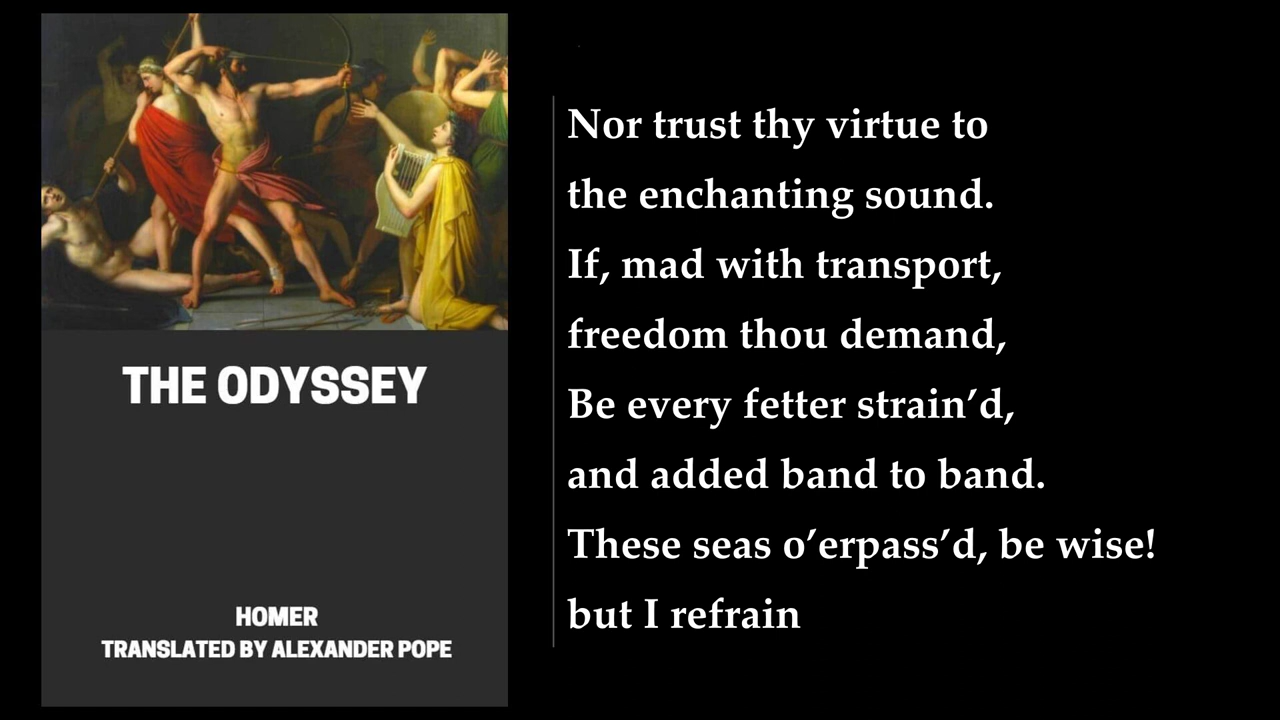 THE ODYSSEY
HOMER
TRANSLATED BY ALEXANDER POPE
Nor trust thy virtue to
the enchanting sound.
If, mad with transport,
freedom thou demand,
Be every fetter strain’d,
and added band to band.
These seas o’erpass’d, be wise!
but I refrain